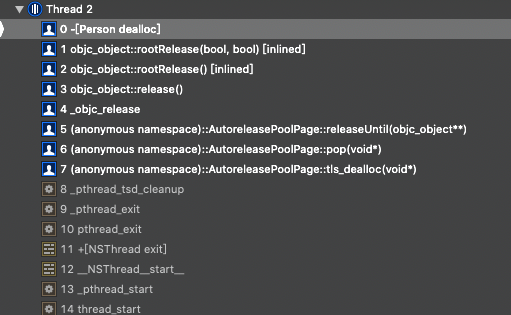 Thread 2
0 -[Person dealloc]
1 objc_object::rootRelease(bool, bool) [inlined]
2 objc_object::rootRelease() [inlined]
3 objc_object::release()
4 _objc_release
5 (anonymous namespace)::AutoreleasePoolPage::releaseUntil(objc_object**)
6 (anonymous namespace)::AutoreleasePoolPage::pop(void*)
7 (anonymous namespace)::AutoreleasePoolPage::tls_dealloc(void*)
8 _pthread_tsd_cleanup
9 _pthread_exit
10 pthread_exit
11 +[NSThread exit]
12 __NSThread__start__
13 _pthread_start
14 thread_start